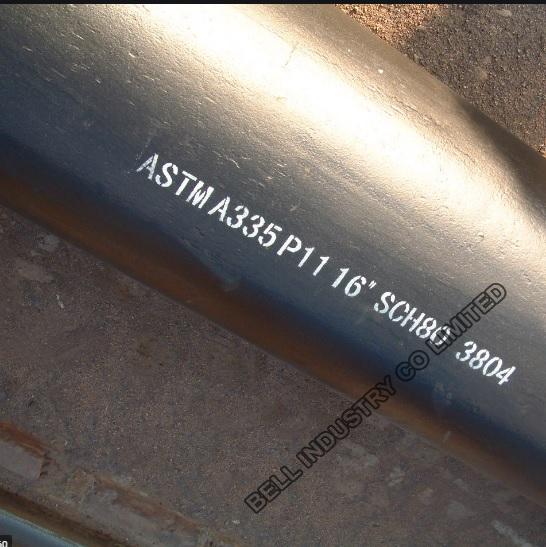 ASTM A335 P11 16" SCH80 3804
BELL INDUSTRY CO LIMITED